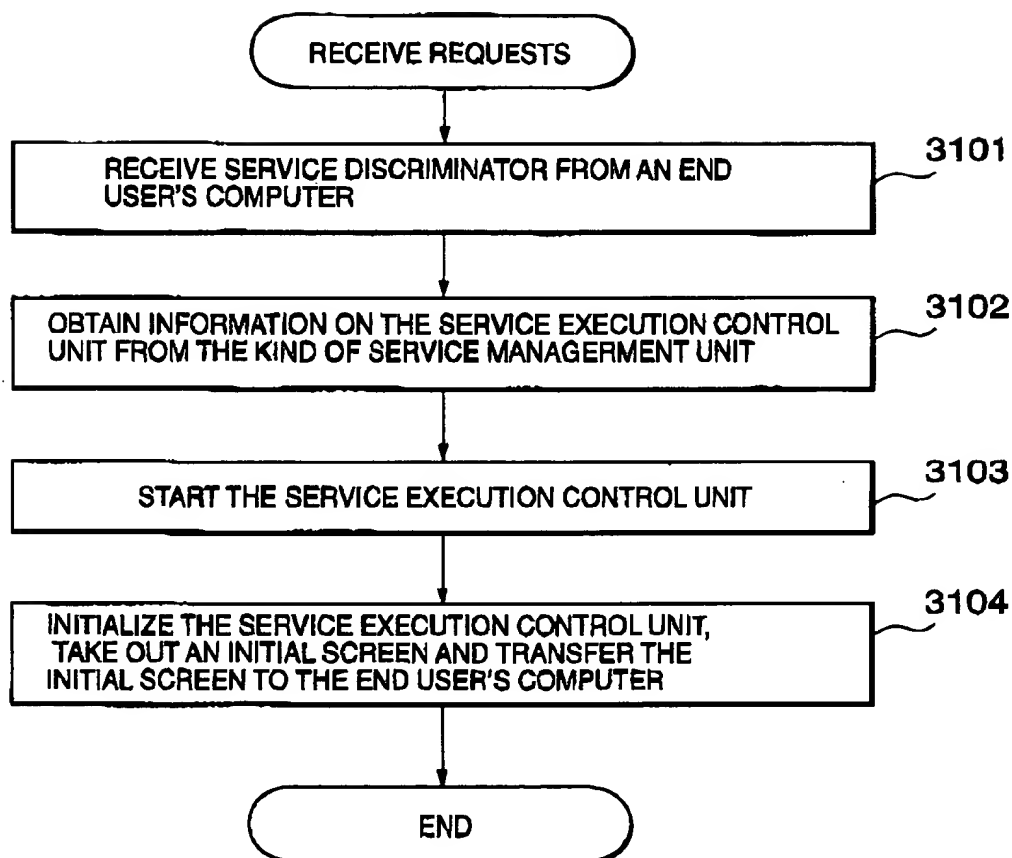 RECEIVE REQUESTS
RECEIVE SERVICE DISCRIMINATOR FROM AN END
USER'S COMPUTER
3101
OBTAIN INFORMATION ON THE SERVICE EXECUTION CONTROL
UNIT FROM THE KIND OF SERVICE MANAGERMENT UNIT
3102
START THE SERVICE EXECUTION CONTROL UNIT
3103
INITIALIZE THE SERVICE EXECUTION CONTROL UNIT,
TAKE OUT AN INITIAL SCREEN AND TRANSFER THE
INITIAL SCREEN TO THE END USER'S COMPUTER
3104
END